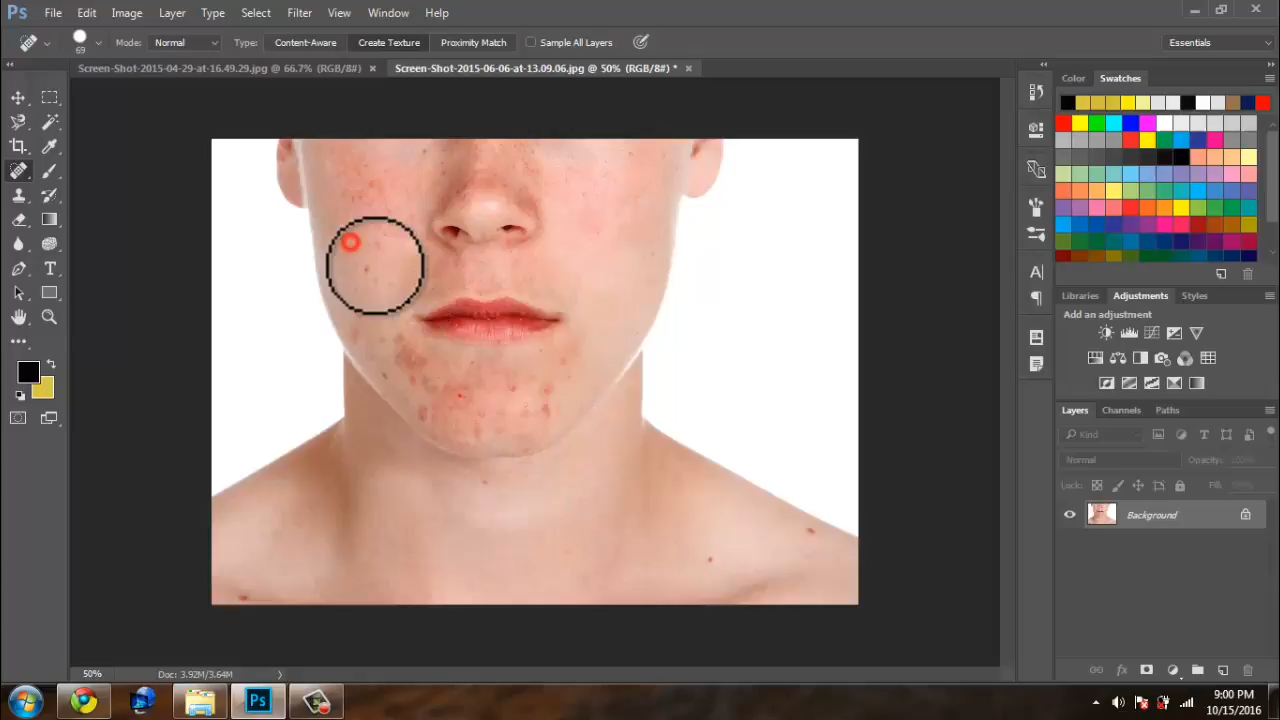 Ps File Edit Image Layer Type Select Filter 3D View Window Help
69 Mode: Normal Type: Content-Aware Create Texture Proximity Match Sample All Layers Essentials
Screen-Shot-2015-04-29-at-16.49.29.jpg @ 66.7% (RGB/8#) × Screen-Shot-2015-06-06-at-13.09.06.jpg @ 50% (RGB/8#) * ×
Color Swatches
Libraries Adjustments Styles
Add an adjustment
Layers Channels Paths
Kind
Normal Opacity: 100%
Lock: Fill:
Background
50% Doc: 3.92M/3.64M
Ps
9:00 PM
10/15/2016